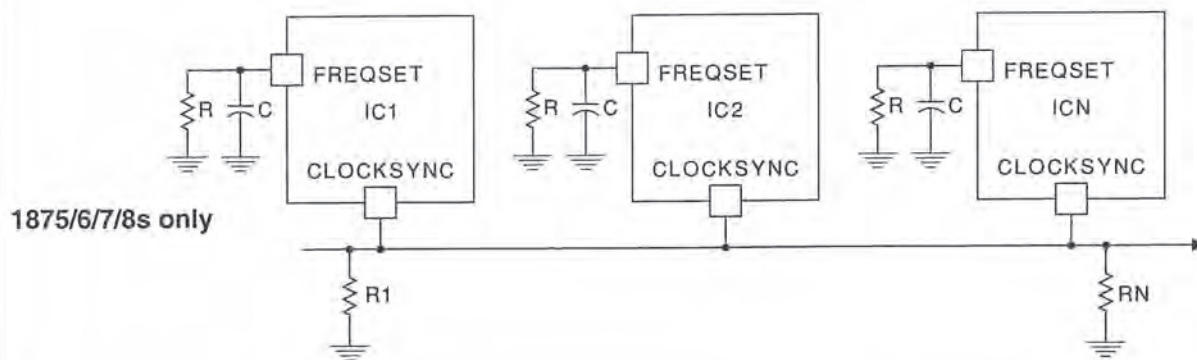 FREQSET
R
C
IC1
CLOCKSYNC
FREQSET
R
C
IC2
CLOCKSYNC
FREQSET
R
C
ICN
CLOCKSYNC
1875/6/7/8s only
R1
RN